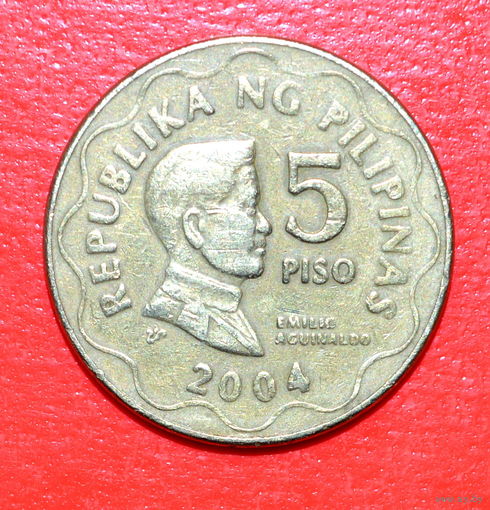 REPUBLIKA NG PILIPINAS
5
PISO
EMILIO
AGUINALDO
2004